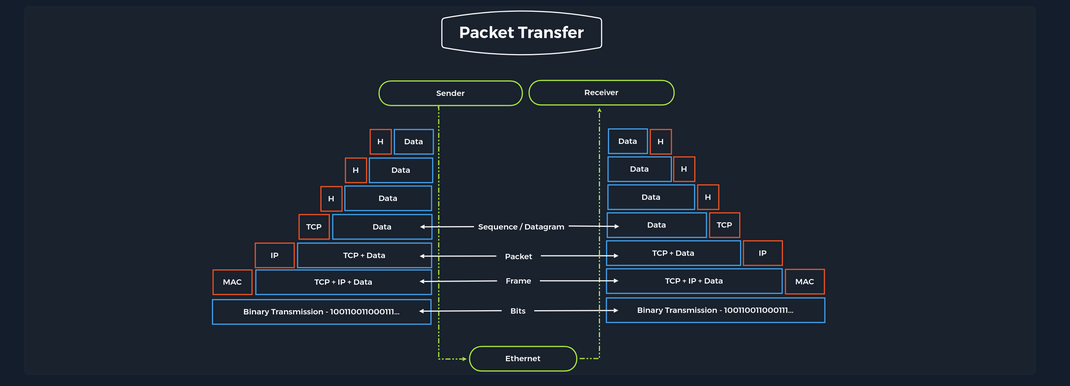 Packet Transfer
Sender Receiver
H Data Data H
H Data Data H
H Data Data H
TCP Data Sequence / Datagram Data TCP
IP TCP + Data Packet TCP + Data IP
MAC TCP + IP + Data Frame TCP + IP + Data MAC
Binary Transmission - 100110011000111... Bits Binary Transmission - 100110011000111...
Ethernet